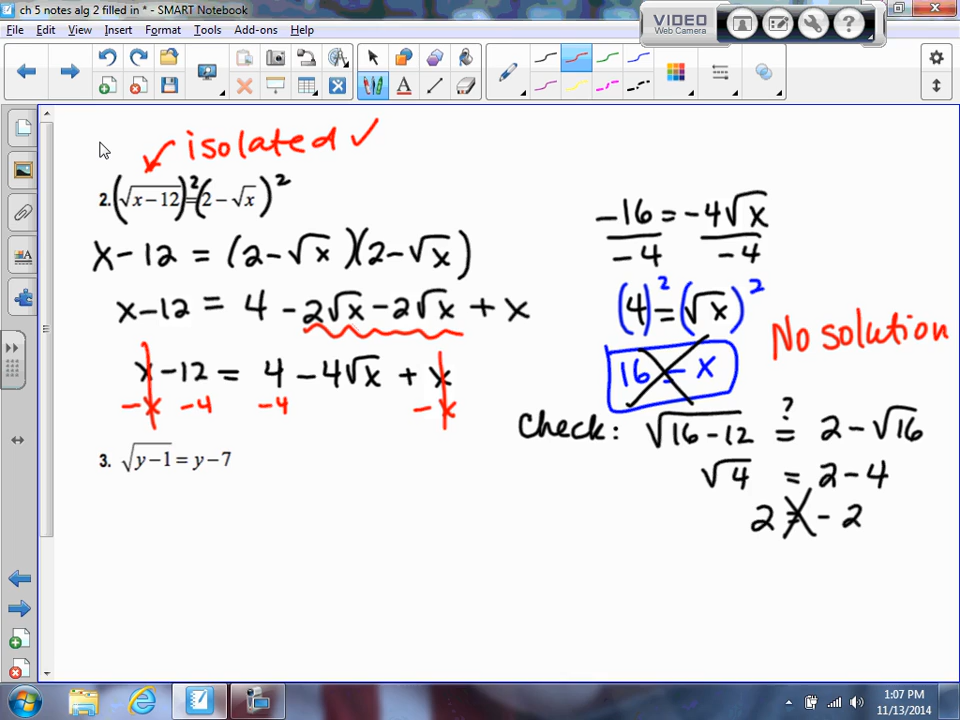 ch 5 notes alg 2 filled in * - SMART Notebook
VIDEO
Web Camera
File Edit View Insert Format Tools Add-ons Help
isolated ✓
2. (√x−12)² = (2 − √x)²
x − 12 = (2 − √x)(2 − √x)
x − 12 = 4 − 2√x − 2√x + x
x − 12 = 4 − 4√x + x
−x −4 −4 −x
3. √y−1 = y−7
−16 = −4√x
−4 −4
(4)² = (√x)²
16 = x
No solution
Check: √16−12 ≟ 2 − √16
√4 = 2 − 4
2 ≠ −2
1:07 PM
11/13/2014